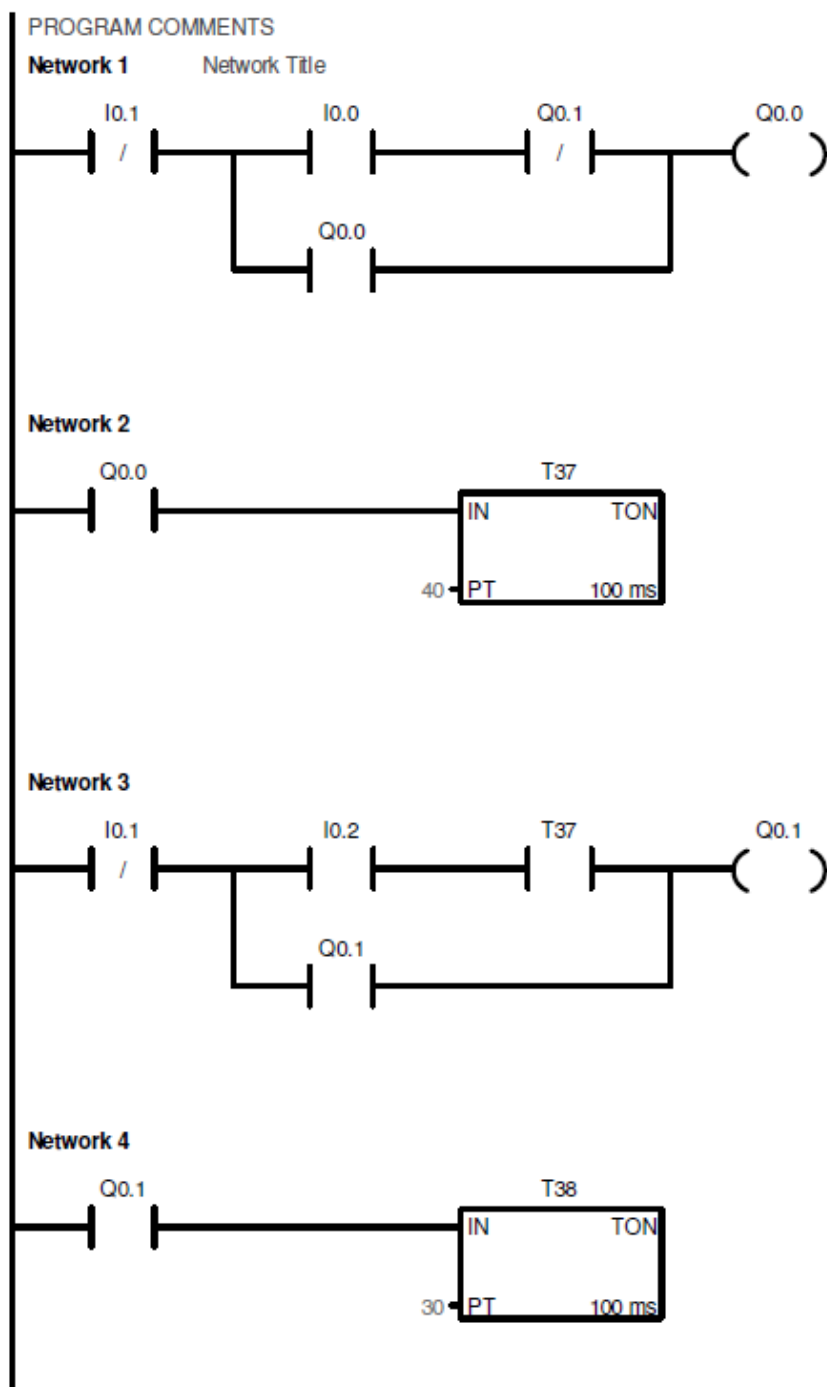 PROGRAM COMMENTS
Network 1 Network Title
I0.1 I0.0 Q0.1 Q0.0
/ /
Q0.0
Network 2
Q0.0 T37
IN TON
40 PT 100 ms
Network 3
I0.1 I0.2 T37 Q0.1
/
Q0.1
Network 4
Q0.1 T38
IN TON
30 PT 100 ms